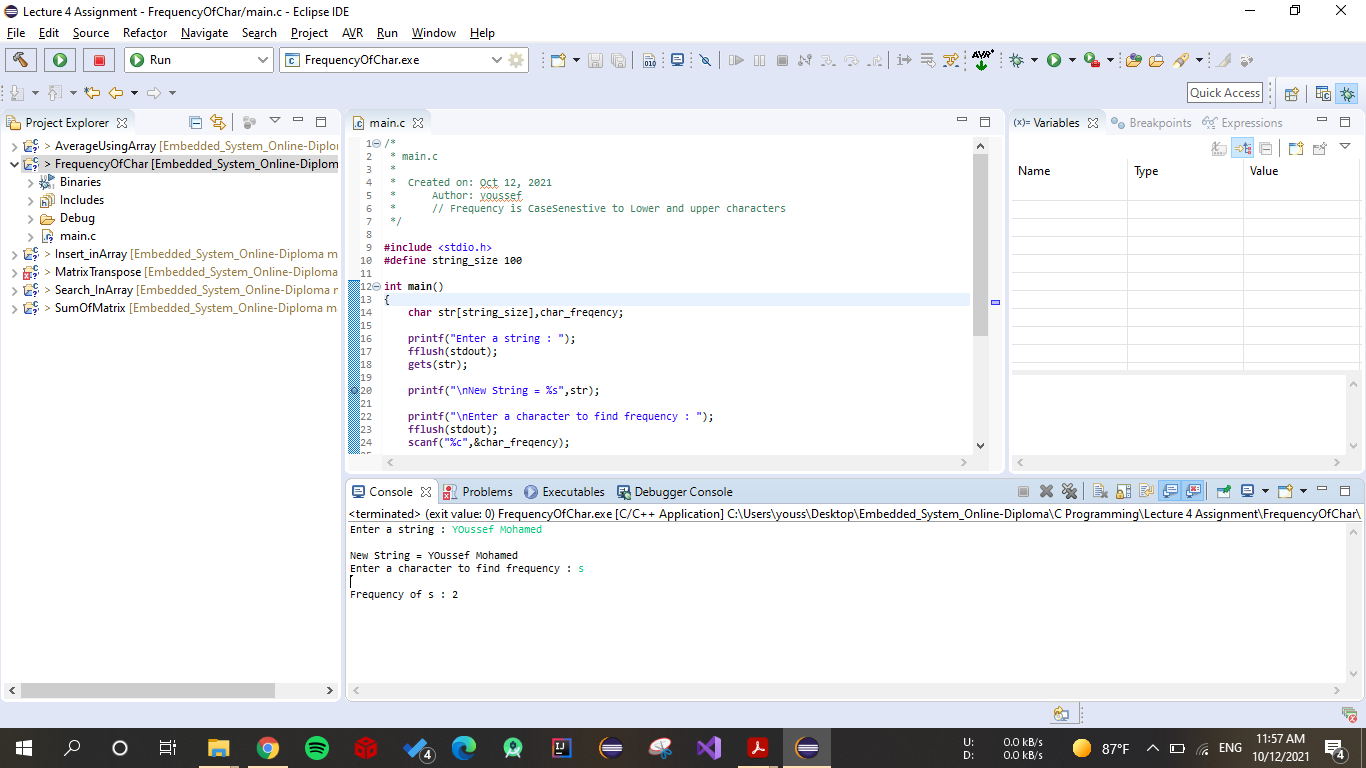 Lecture 4 Assignment - FrequencyOfChar/main.c - Eclipse IDE
File Edit Source Refactor Navigate Search Project AVR Run Window Help
Run
FrequencyOfChar.exe
Quick Access
Project Explorer
> AverageUsingArray [Embedded_System_Online-Diplo
> FrequencyOfChar [Embedded_System_Online-Diplom
Binaries
Includes
Debug
main.c
> Insert_inArray [Embedded_System_Online-Diploma m
> MatrixTranspose [Embedded_System_Online-Diploma
> Search_InArray [Embedded_System_Online-Diploma r
> SumOfMatrix [Embedded_System_Online-Diploma m
main.c
1 /*
2 * main.c
3 *
4 * Created on: Oct 12, 2021
5 * Author: youssef
6 * // Frequency is CaseSenestive to Lower and upper characters
7 */
8
9 #include <stdio.h>
10 #define string_size 100
11
12 int main()
13 {
14 char str[string_size],char_freqency;
15
16 printf("Enter a string : ");
17 fflush(stdout);
18 gets(str);
19
20 printf("\nNew String = %s",str);
21
22 printf("\nEnter a character to find frequency : ");
23 fflush(stdout);
24 scanf("%c",&char_freqency);
(x)= Variables Breakpoints Expressions
Name Type Value
Console Problems Executables Debugger Console
<terminated> (exit value: 0) FrequencyOfChar.exe [C/C++ Application] C:\Users\youss\Desktop\Embedded_System_Online-Diploma\C Programming\Lecture 4 Assignment\FrequencyOfChar\
Enter a string : YOussef Mohamed
New String = YOussef Mohamed
Enter a character to find frequency : s
Frequency of s : 2
4
U: 0.0 kB/s
D: 0.0 kB/s
87°F
ENG
11:57 AM
10/12/2021
4